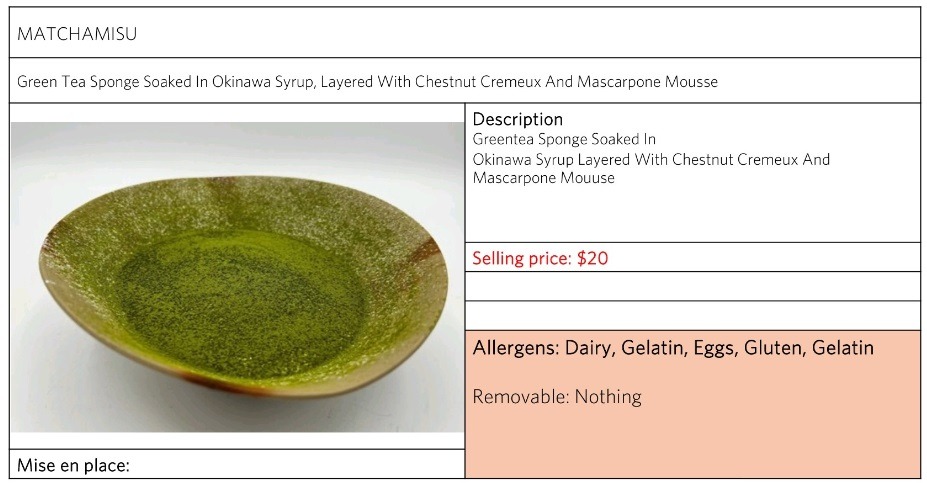 MATCHAMISU
Green Tea Sponge Soaked In Okinawa Syrup, Layered With Chestnut Cremeux And Mascarpone Mousse
Description
Greentea Sponge Soaked In
Okinawa Syrup Layered With Chestnut Cremeux And
Mascarpone Mouuse
Selling price: $20
Allergens: Dairy, Gelatin, Eggs, Gluten, Gelatin
Removable: Nothing
Mise en place: